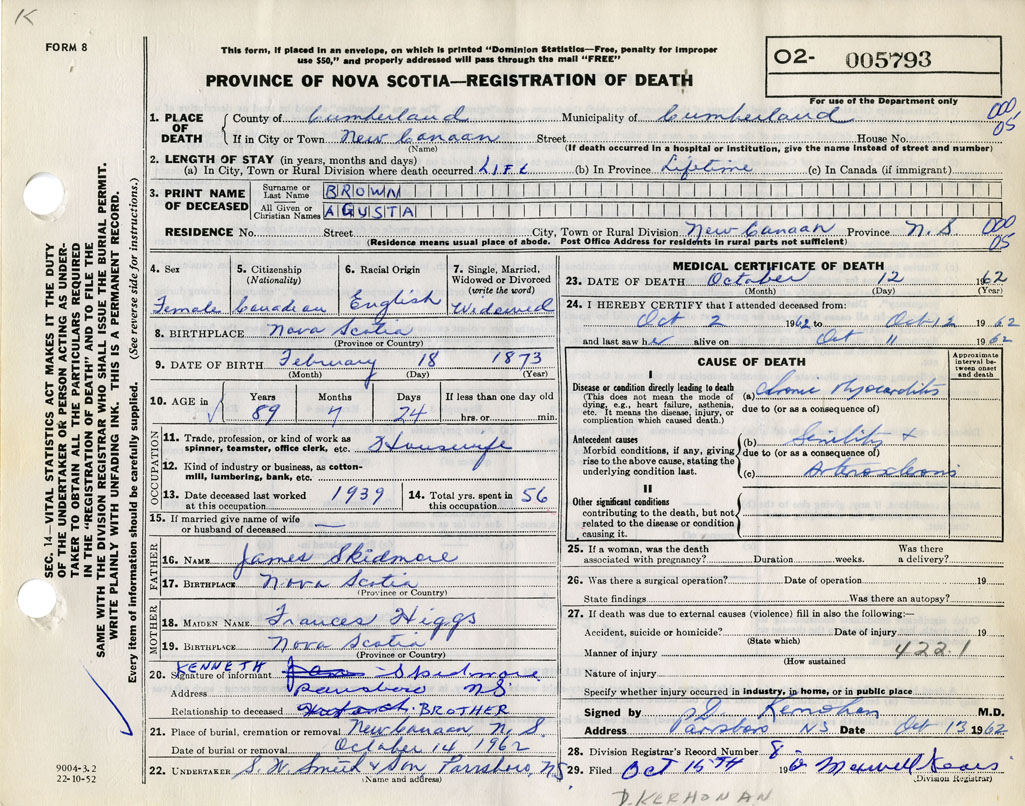 K
FORM 8
This form, if placed in an envelope, on which is printed "Dominion Statistics—Free, penalty for improper
use $50," and properly addressed will pass through the mail "FREE"
PROVINCE OF NOVA SCOTIA—REGISTRATION OF DEATH
O2- 005793
For use of the Department only
000,
05
1. PLACE OF DEATH
County of Cumberland Municipality of Cumberland
If in City or Town New Canaan Street House No.
(Name) (If death occurred in a hospital or institution, give the name instead of street and number)
2. LENGTH OF STAY (in years, months and days)
(a) In City, Town or Rural Division where death occurred LIFE (b) In Province Lifetime (c) In Canada (if immigrant)
3. PRINT NAME OF DECEASED
Surname or Last Name BROWN
All Given or Christian Names AGUSTA
RESIDENCE No. Street City, Town or Rural Division New Canaan Province N.S 000
05
(Residence means usual place of abode. Post Office Address for residents in rural parts not sufficient)
4. Sex
Female
5. Citizenship (Nationality)
Canadian
6. Racial Origin
English
7. Single, Married, Widowed or Divorced (write the word)
Widowed
8. BIRTHPLACE Nova Scotia
(Province or Country)
9. DATE OF BIRTH February 18 1873
(Month) (Day) (Year)
10. AGE in Years Months Days If less than one day old
89 7 24 hrs. or min.
OCCUPATION
11. Trade, profession, or kind of work as
spinner, teamster, office clerk, etc. Housewife
12. Kind of industry or business, as cotton-
mill, lumbering, bank, etc.
13. Date deceased last worked
at this occupation 1939
14. Total yrs. spent in
this occupation 56
15. If married give name of wife
or husband of deceased —
FATHER
16. NAME James Skidmore
17. BIRTHPLACE Nova Scotia
(Province or Country)
MOTHER
18. MAIDEN NAME Frances Higgs
19. BIRTHPLACE Nova Scotia
(Province or Country)
KENNETH
20. Signature of informant Skidmore
Address Parrsboro NS
Relationship to deceased BROTHER
21. Place of burial, cremation or removal New Canaan N.S.
Date of burial or removal October 14 1962
22. UNDERTAKER S. W. Smith & Son, Parrsboro, N.S.
(Name and address)
MEDICAL CERTIFICATE OF DEATH
23. DATE OF DEATH October 12 1962
(Month) (Day) (Year)
24. I HEREBY CERTIFY that I attended deceased from:
Oct 2 1962 to Oct 12 1962
and last saw her alive on Oct 11 1962
CAUSE OF DEATH
Approximate
interval be-
tween onset
and death
I
Disease or condition directly leading to death
(This does not mean the mode of
dying, e.g., heart failure, asthenia,
etc. It means the disease, injury, or
complication which caused death.)
(a) Chronic Myocarditis
due to (or as a consequence of)
Antecedent causes
Morbid conditions, if any, giving
rise to the above cause, stating the
underlying condition last.
(b) Senility +
due to (or as a consequence of)
(c)
II
Other significant conditions
contributing to the death, but not
related to the disease or condition
causing it.
25. If a woman, was the death
associated with pregnancy? Duration weeks. Was there
a delivery?
26. Was there a surgical operation? Date of operation 19
State findings Was there an autopsy?
27. If death was due to external causes (violence) fill in also the following:—
Accident, suicide or homicide? Date of injury 19
(State which)
Manner of injury 422.1
(How sustained
Nature of injury
Specify whether injury occurred in industry, in home, or in public place
Signed by Kernohan M.D.
Address Parrsboro NS Date Oct 13 1962
28. Division Registrar's Record Number 8
29. Filed Oct 15TH 1962 Maxwell
(Division Registrar)
D. KERHONAN
SEC. 14—VITAL STATISTICS ACT MAKES IT THE DUTY
OF THE UNDERTAKER OR PERSON ACTING AS UNDER-
TAKER TO OBTAIN ALL THE PARTICULARS REQUIRED
IN THE "REGISTRATION OF DEATH" AND TO FILE THE
SAME WITH THE DIVISION REGISTRAR WHO SHALL ISSUE THE BURIAL PERMIT.
WRITE PLAINLY WITH UNFADING INK. THIS IS A PERMANENT RECORD.
Every item of information should be carefully supplied. (See reverse side for instructions.)
9004-3.2
22-10-52